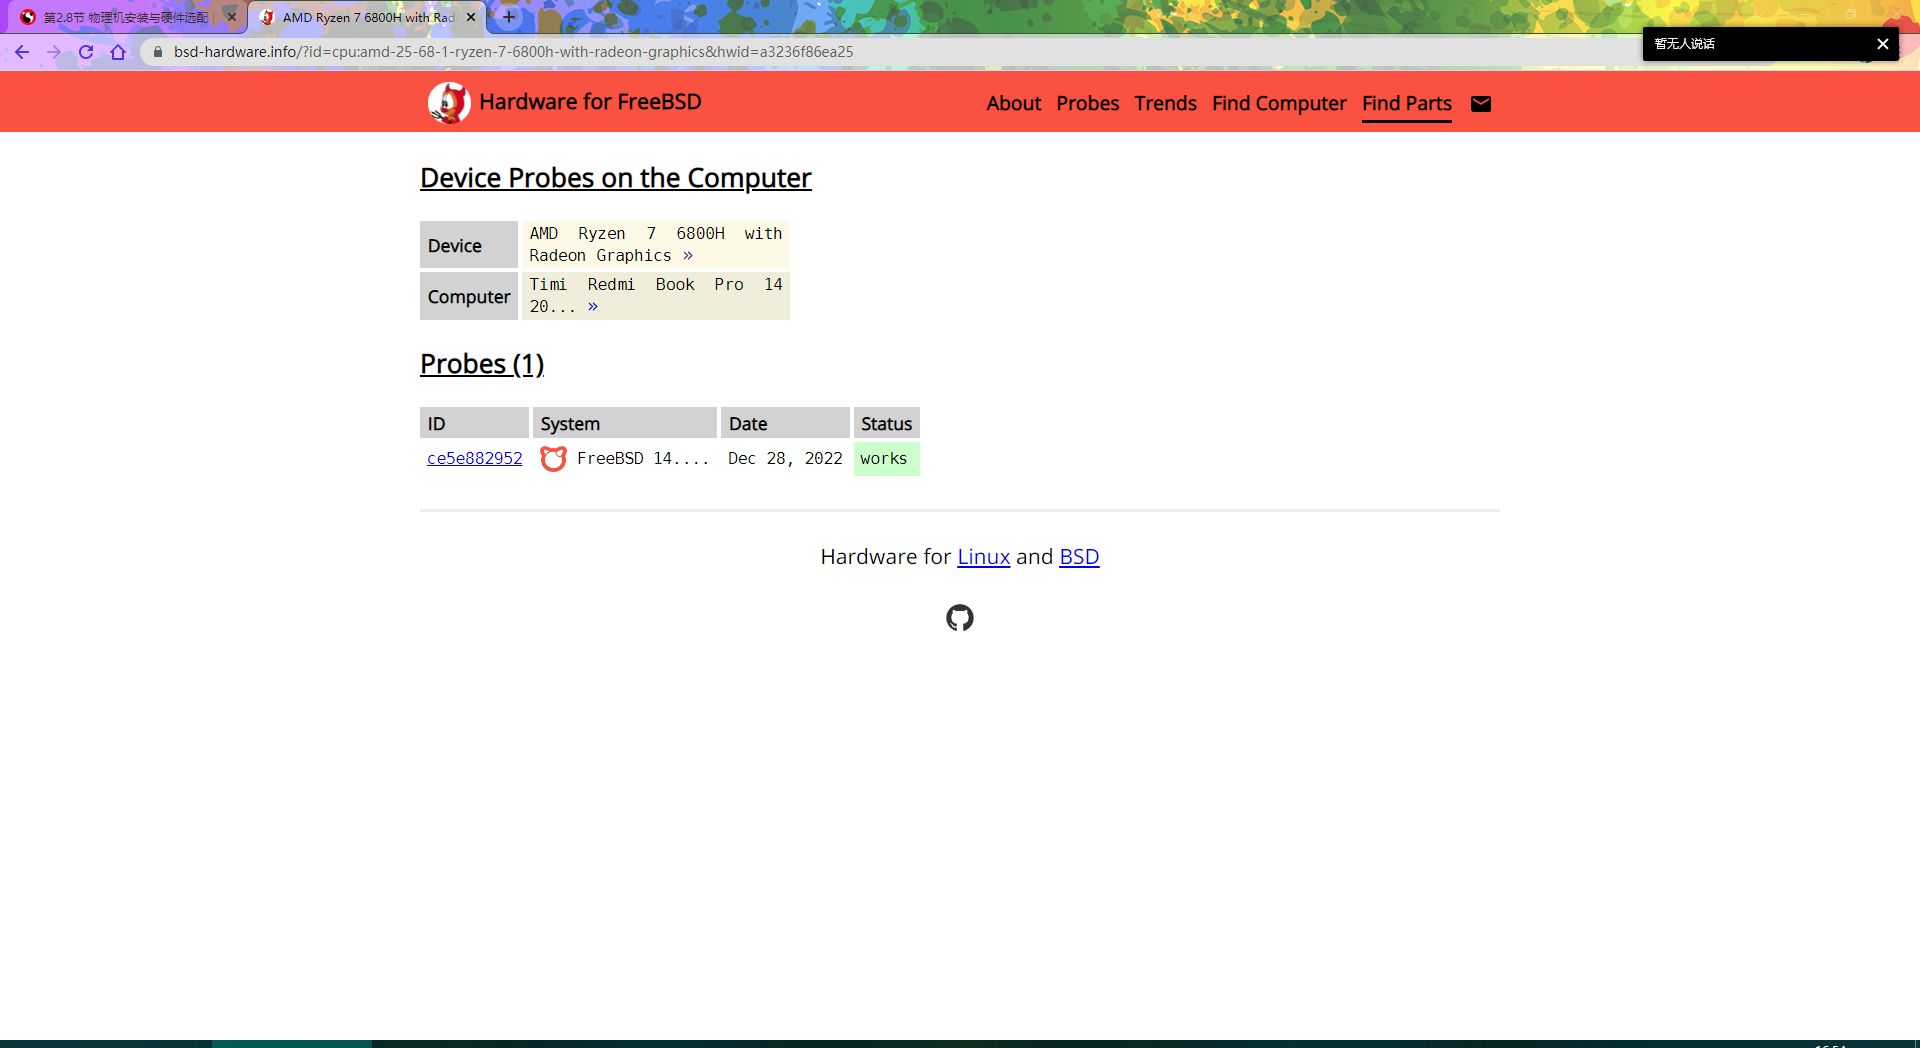 第2.8节 物理机安装与硬件选配
AMD Ryzen 7 6800H with Rad
bsd-hardware.info/?id=cpu:amd-25-68-1-ryzen-7-6800h-with-radeon-graphics&hwid=a3236f86ea25
暂无人说话
Hardware for FreeBSD
About Probes Trends Find Computer Find Parts
Device Probes on the Computer
Device
AMD Ryzen 7 6800H with
Radeon Graphics »
Computer
Timi Redmi Book Pro 14
20... »
Probes (1)
ID System Date Status
ce5e882952 FreeBSD 14.... Dec 28, 2022 works
Hardware for Linux and BSD